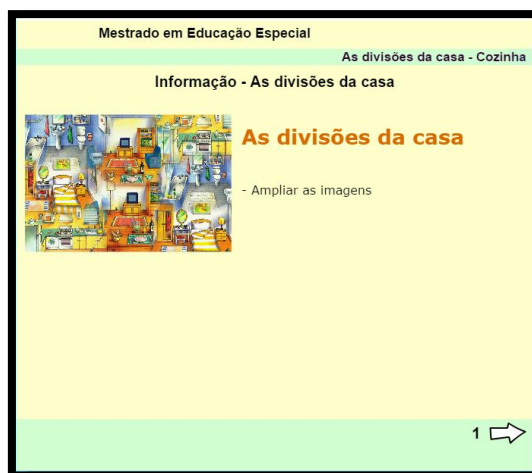 Mestrado em Educação Especial
As divisões da casa - Cozinha
Informação - As divisões da casa
As divisões da casa
- Ampliar as imagens
1